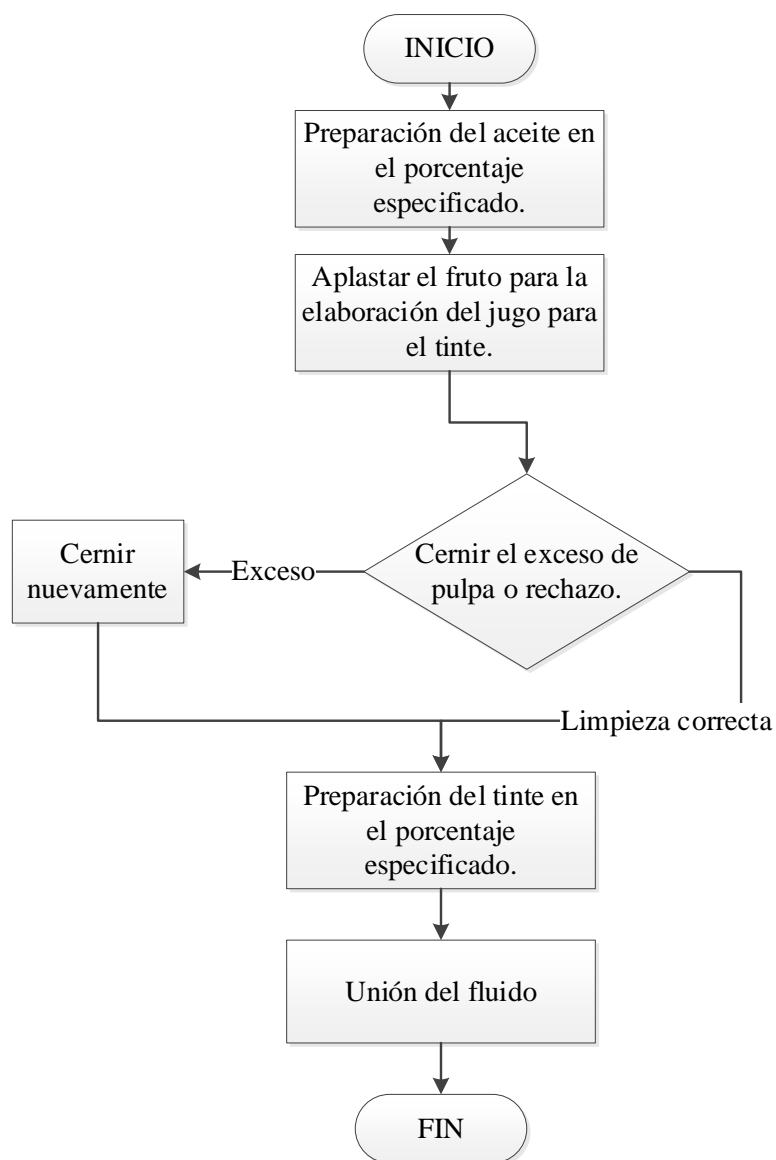 INICIO
Preparación del aceite en
el porcentaje
especificado.
Aplastar el fruto para la
elaboración del jugo para
el tinte.
Cernir el exceso de
pulpa o rechazo.
Exceso
Cernir
nuevamente
Limpieza correcta
Preparación del tinte en
el porcentaje
especificado.
Unión del fluido
FIN